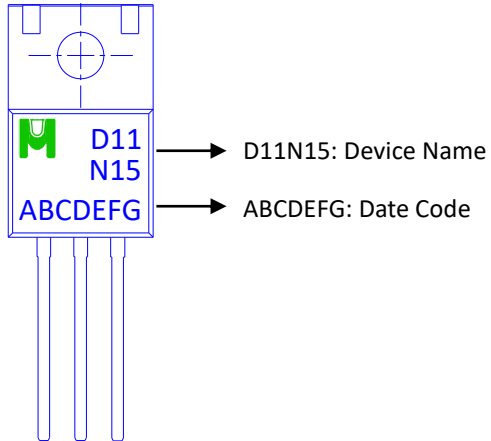 D11
N15
D11N15: Device Name
ABCDEFG
ABCDEFG: Date Code